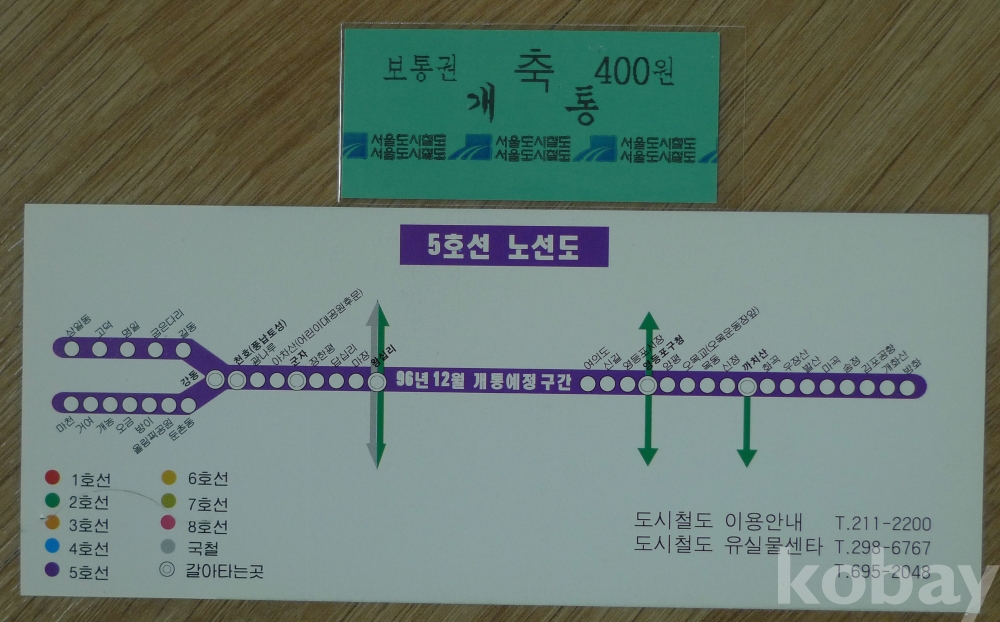 보통권 축 400원
개 통
서울도시철도 서울도시철도 서울도시철도
서울도시철도 서울도시철도 서울도시철도
5호선 노선도
상일동 고덕 명일 굽은다리 길동
강동 천호(풍납토성) 광나루 아차산(어린이대공원후문) 군자 장한평 답십리 마장 왕십리
96년 12월 개통예정구간
여의도 신길 영등포시장 영등포구청 양평 오목교(오목운동장앞) 목동 신정 까치산 화곡 우장산 발산 마곡 송정 김포공항 개화산 방화
마천 거여 개농 오금 방이 올림픽공원 둔촌동
1호선 6호선
2호선 7호선
3호선 8호선
4호선 국철
5호선 갈아타는곳
도시철도 이용안내 T.211-2200
도시철도 유실물센타 T.298-6767
T.695-2048
kobay